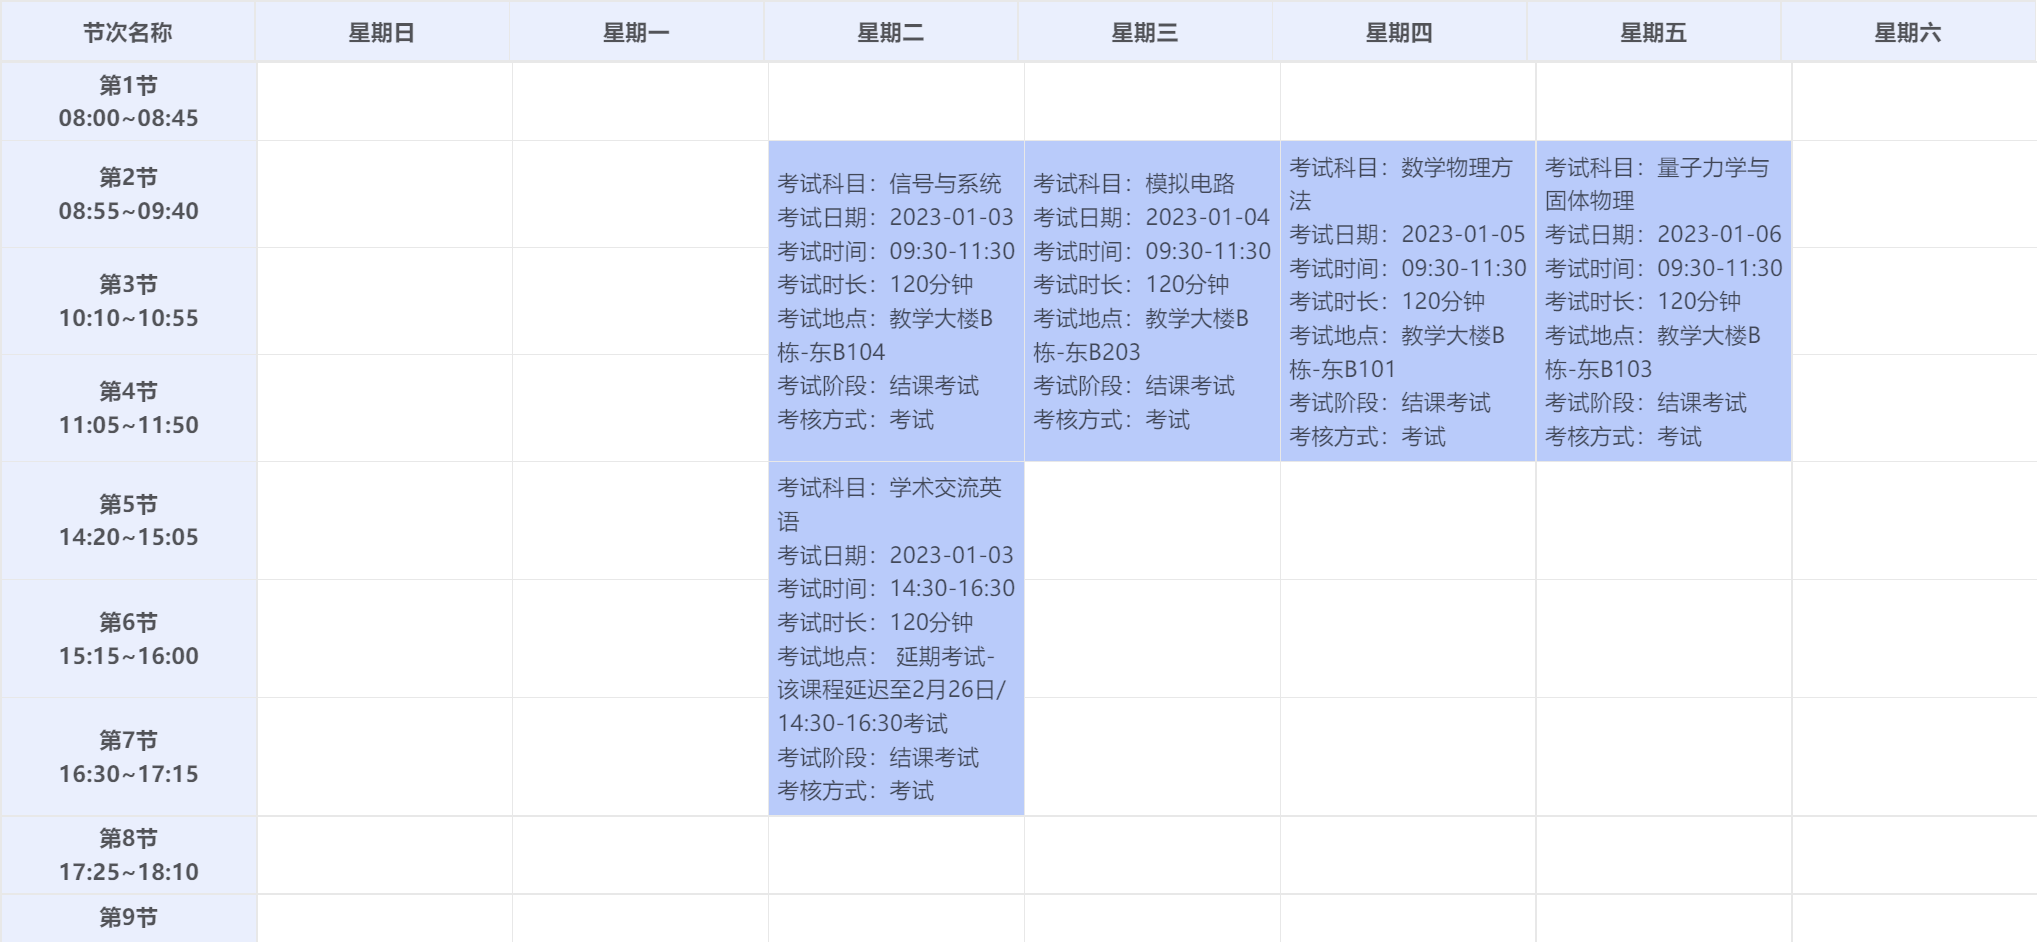 节次名称
星期日
星期一
星期二
星期三
星期四
星期五
星期六
第1节
08:00~08:45
第2节
08:55~09:40
第3节
10:10~10:55
第4节
11:05~11:50
考试科目：信号与系统
考试日期：2023-01-03
考试时间：09:30-11:30
考试时长：120分钟
考试地点：教学大楼B
栋-东B104
考试阶段：结课考试
考核方式：考试
考试科目：模拟电路
考试日期：2023-01-04
考试时间：09:30-11:30
考试时长：120分钟
考试地点：教学大楼B
栋-东B203
考试阶段：结课考试
考核方式：考试
考试科目：数学物理方
法
考试日期：2023-01-05
考试时间：09:30-11:30
考试时长：120分钟
考试地点：教学大楼B
栋-东B101
考试阶段：结课考试
考核方式：考试
考试科目：量子力学与
固体物理
考试日期：2023-01-06
考试时间：09:30-11:30
考试时长：120分钟
考试地点：教学大楼B
栋-东B103
考试阶段：结课考试
考核方式：考试
第5节
14:20~15:05
第6节
15:15~16:00
第7节
16:30~17:15
考试科目：学术交流英
语
考试日期：2023-01-03
考试时间：14:30-16:30
考试时长：120分钟
考试地点： 延期考试-
该课程延迟至2月26日/
14:30-16:30考试
考试阶段：结课考试
考核方式：考试
第8节
17:25~18:10
第9节